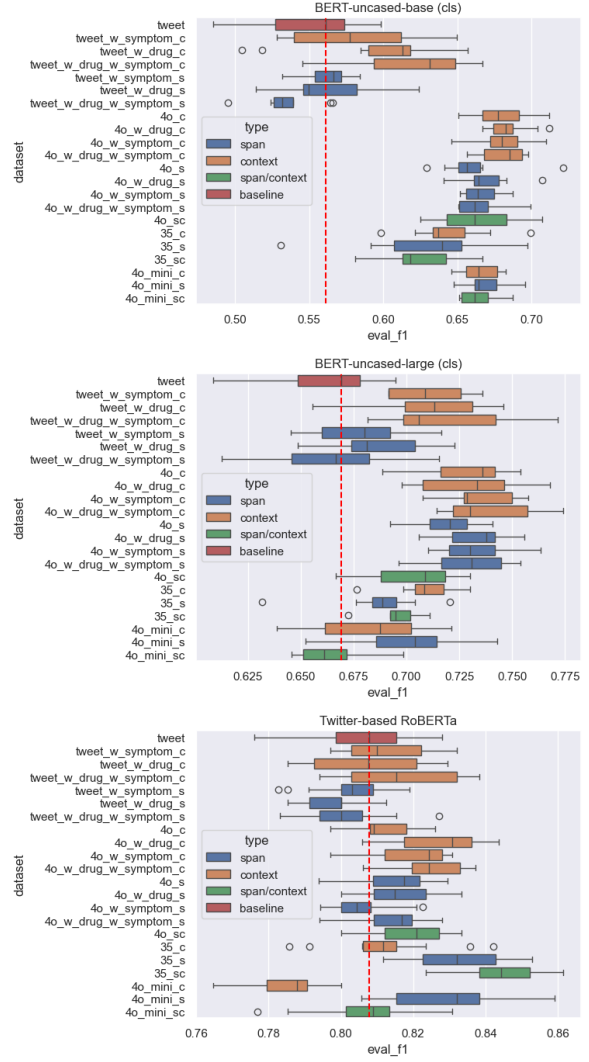 BERT-uncased-base (cls)
tweet
tweet_w_symptom_c
tweet_w_drug_c
tweet_w_drug_w_symptom_c
tweet_w_symptom_s
tweet_w_drug_s
tweet_w_drug_w_symptom_s
4o_c
4o_w_drug_c
4o_w_symptom_c
4o_w_drug_w_symptom_c
4o_s
4o_w_drug_s
4o_w_symptom_s
4o_w_drug_w_symptom_s
4o_sc
35_c
35_s
35_sc
4o_mini_c
4o_mini_s
4o_mini_sc
dataset
type
span
context
span/context
baseline
0.50 0.55 0.60 0.65 0.70
eval_f1
BERT-uncased-large (cls)
tweet
tweet_w_symptom_c
tweet_w_drug_c
tweet_w_drug_w_symptom_c
tweet_w_symptom_s
tweet_w_drug_s
tweet_w_drug_w_symptom_s
4o_c
4o_w_drug_c
4o_w_symptom_c
4o_w_drug_w_symptom_c
4o_s
4o_w_drug_s
4o_w_symptom_s
4o_w_drug_w_symptom_s
4o_sc
35_c
35_s
35_sc
4o_mini_c
4o_mini_s
4o_mini_sc
dataset
type
span
context
span/context
baseline
0.625 0.650 0.675 0.700 0.725 0.750 0.775
eval_f1
Twitter-based RoBERTa
tweet
tweet_w_symptom_c
tweet_w_drug_c
tweet_w_drug_w_symptom_c
tweet_w_symptom_s
tweet_w_drug_s
tweet_w_drug_w_symptom_s
4o_c
4o_w_drug_c
4o_w_symptom_c
4o_w_drug_w_symptom_c
4o_s
4o_w_drug_s
4o_w_symptom_s
4o_w_drug_w_symptom_s
4o_sc
35_c
35_s
35_sc
4o_mini_c
4o_mini_s
4o_mini_sc
dataset
type
span
context
span/context
baseline
0.76 0.78 0.80 0.82 0.84 0.86
eval_f1